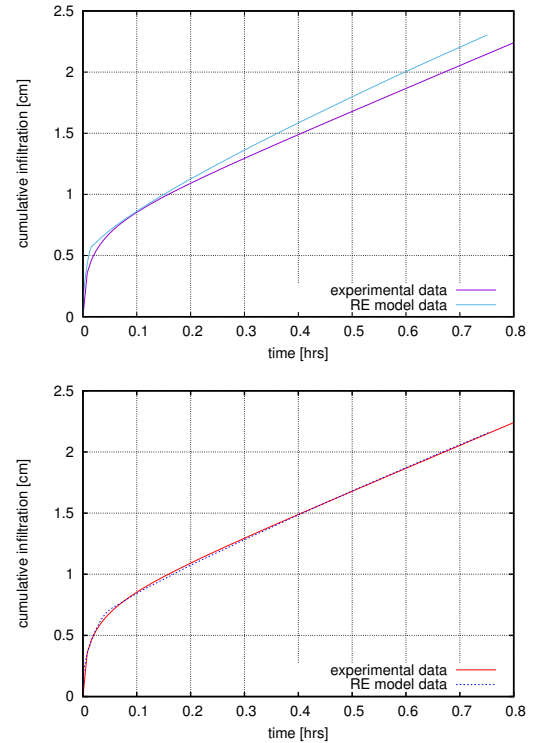 2.5
2
1.5
1
0.5
0
cumulative infiltration [cm]
experimental data
RE model data
0 0.1 0.2 0.3 0.4 0.5 0.6 0.7 0.8
time [hrs]
2.5
2
1.5
1
0.5
0
cumulative infiltration [cm]
experimental data
RE model data
0 0.1 0.2 0.3 0.4 0.5 0.6 0.7 0.8
time [hrs]